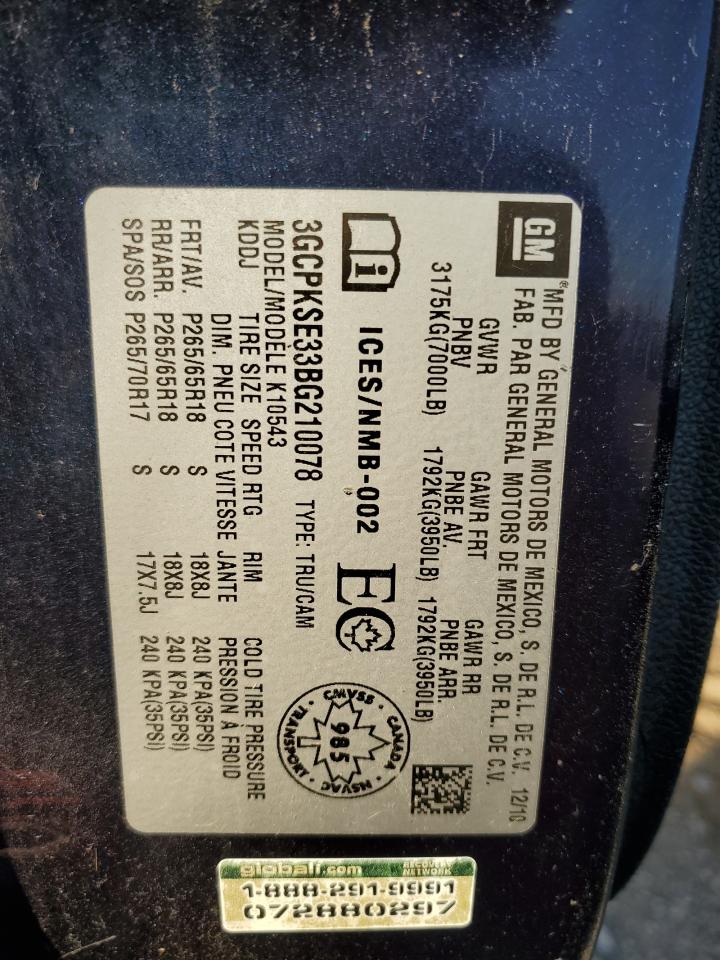 GM
®MFD BY GENERAL MOTORS DE MEXICO, S. DE R.L. DE C.V. 12/10
FAB. PAR GENERAL MOTORS DE MEXICO, S. DE R.L. DE C.V.
GVWR GAWR FRT GAWR RR
PNBV PNBE AV. PNBE ARR.
3175KG(7000LB) 1792KG(3950LB) 1792KG(3950LB)
i ICES/NMB-002 EC
CANADA · NSVAC · TRANSPORT · CMVSS ·
985
3GCPKSE33BG210078 TYPE: TRU/CAM
MODEL/MODÈLE K10543
KDDJ TIRE SIZE SPEED RTG RIM COLD TIRE PRESSURE
DIM. PNEU COTE VITESSE JANTE PRESSION À FROID
FRT/AV. P265/65R18 S 18X8J 240 KPA(35PSI)
RR/ARR. P265/65R18 S 18X8J 240 KPA(35PSI)
SPA/SOS P265/70R17 S 17X7.5J 240 KPA(35PSI)
globali.com RECOVERY NETWORK
1-888-291-9991
072880297